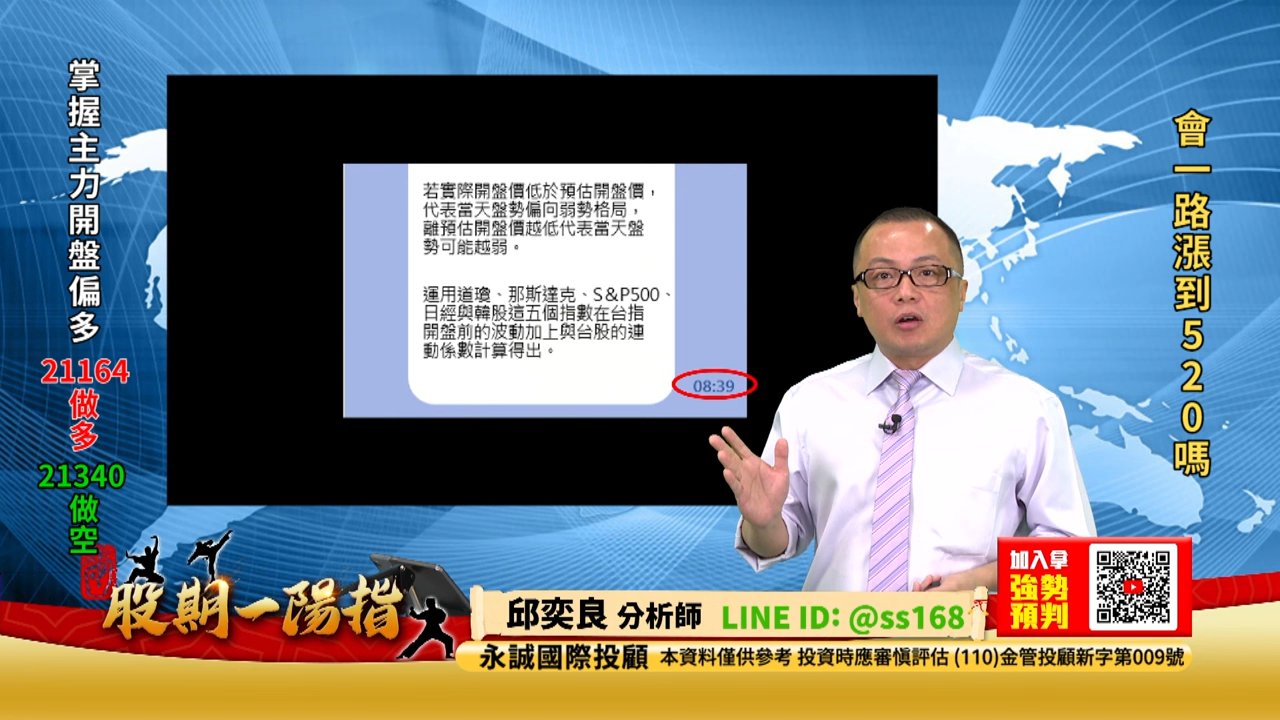 掌握主力開盤偏多
21164
做多
21340
做空
若實際開盤價低於預估開盤價，
代表當天盤勢偏向弱勢格局，
離預估開盤價越低代表當天盤
勢可能越弱。
運用道瓊、那斯達克、S&P500、
日經與韓股這五個指數在台指
開盤前的波動加上與台股的連
動係數計算得出。
08:39
會一路漲到520嗎
股期一陽指
邱奕良 分析師 LINE ID: @ss168
加入拿
強勢
預判
永誠國際投顧 本資料僅供參考 投資時應審慎評估 (110)金管投顧新字第009號